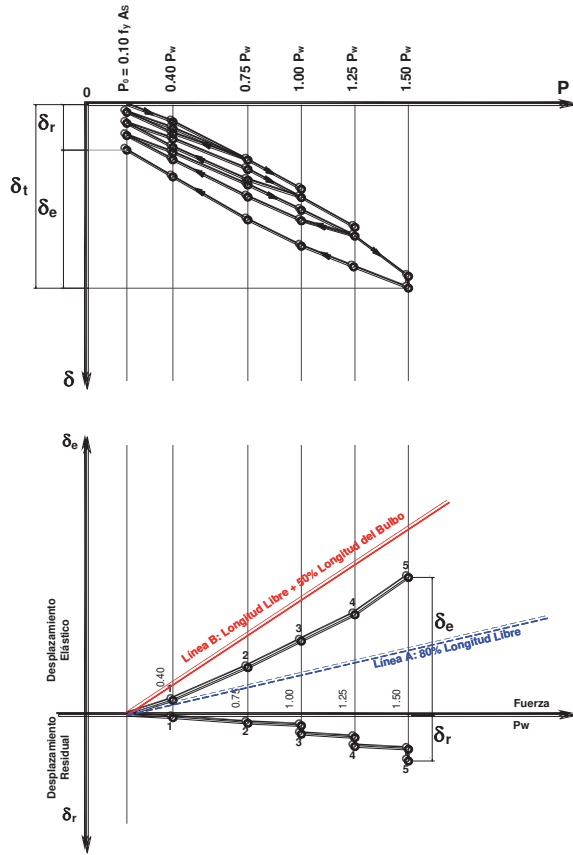 P₀ = 0.10 fy As
0.40 Pw
0.75 Pw
1.00 Pw
1.25 Pw
1.50 Pw
0
P
δr
δt
δe
δ
δe
Línea B: Longitud Libre + 50% Longitud del Bulbo
5
4
3
2
1
δe
Línea A: 80% Longitud Libre
Desplazamiento
Elástico
0.40
0.75
1.00
1.25
1.50
Fuerza
Pw
1
2
3
4
5
δr
Desplazamiento
Residual
δr